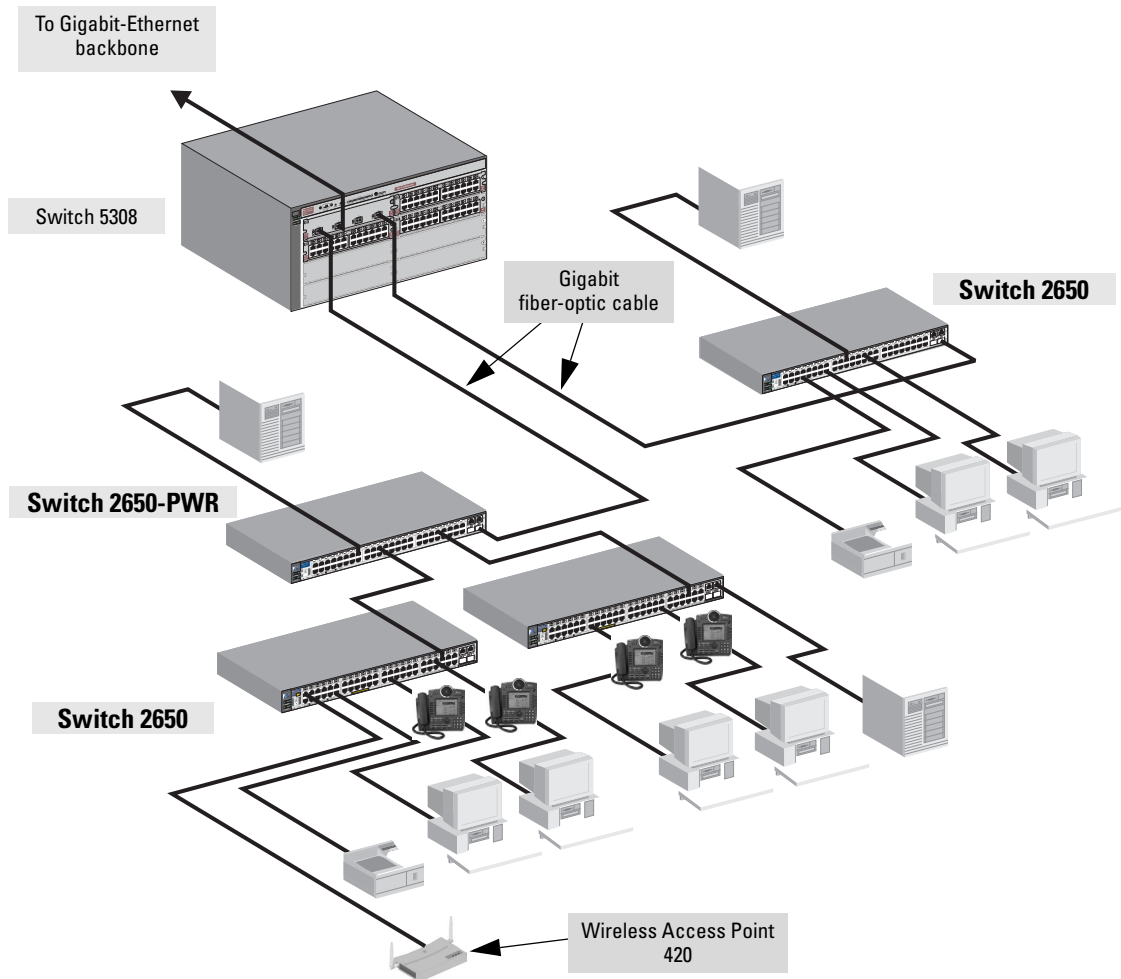 To Gigabit-Ethernet
backbone
Switch 5308
Gigabit
fiber-optic cable
Switch 2650
Switch 2650-PWR
Switch 2650
Wireless Access Point
420